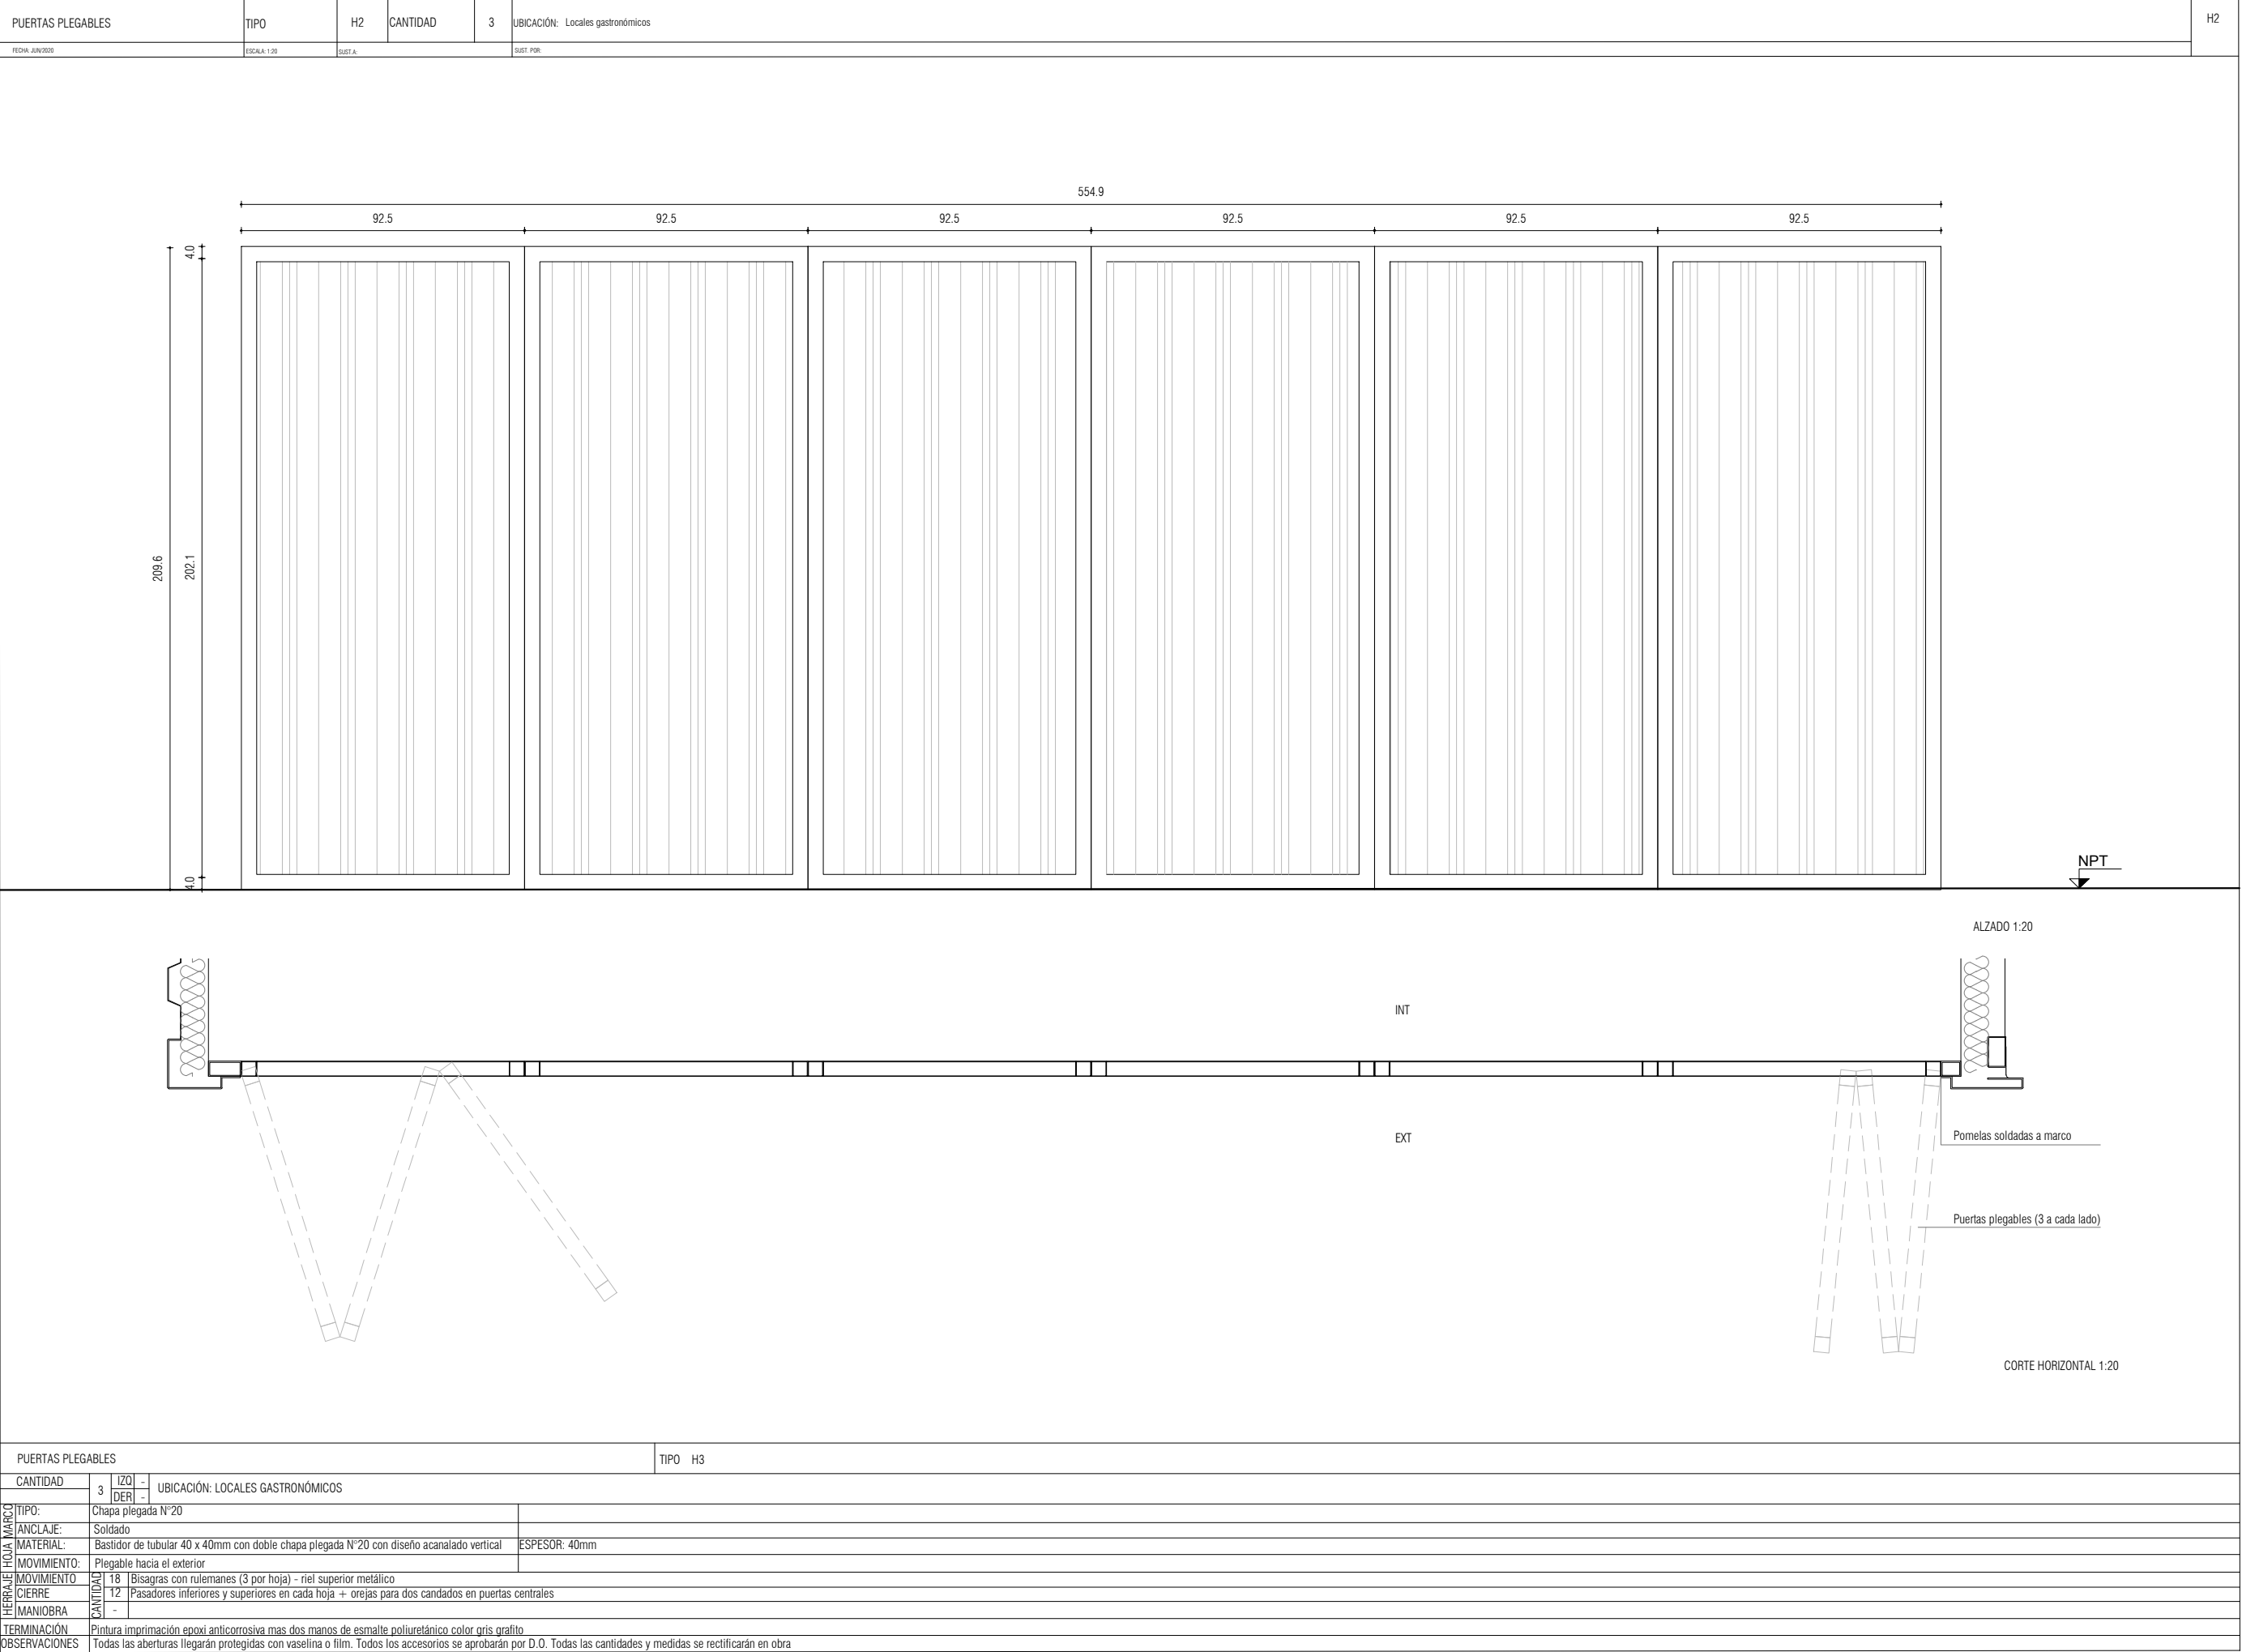 PUERTAS PLEGABLES TIPO H2 CANTIDAD 3 UBICACIÓN: Locales gastronómicos H2
FECHA: JUN/2020 ESCALA: 1:20 SUST.A: SUST. POR:
554.9
92.5 92.5 92.5 92.5 92.5 92.5
4.0
209.6 202.1
4.0
NPT
ALZADO 1:20
INT
EXT
Pomelas soldadas a marco
Puertas plegables (3 a cada lado)
CORTE HORIZONTAL 1:20
PUERTAS PLEGABLES TIPO H3
CANTIDAD 3 IZQ - UBICACIÓN: LOCALES GASTRONÓMICOS
DER -
MARCO TIPO: Chapa plegada N°20
ANCLAJE: Soldado
HOJA MATERIAL: Bastidor de tubular 40 x 40mm con doble chapa plegada N°20 con diseño acanalado vertical ESPESOR: 40mm
MOVIMIENTO: Plegable hacia el exterior
HERRAJE MOVIMIENTO CANTIDAD 18 Bisagras con rulemanes (3 por hoja) - riel superior metálico
CIERRE 12 Pasadores inferiores y superiores en cada hoja + orejas para dos candados en puertas centrales
MANIOBRA -
TERMINACIÓN Pintura imprimación epoxi anticorrosiva mas dos manos de esmalte poliuretánico color gris grafito
OBSERVACIONES Todas las aberturas llegarán protegidas con vaselina o film. Todos los accesorios se aprobarán por D.O. Todas las cantidades y medidas se rectificarán en obra